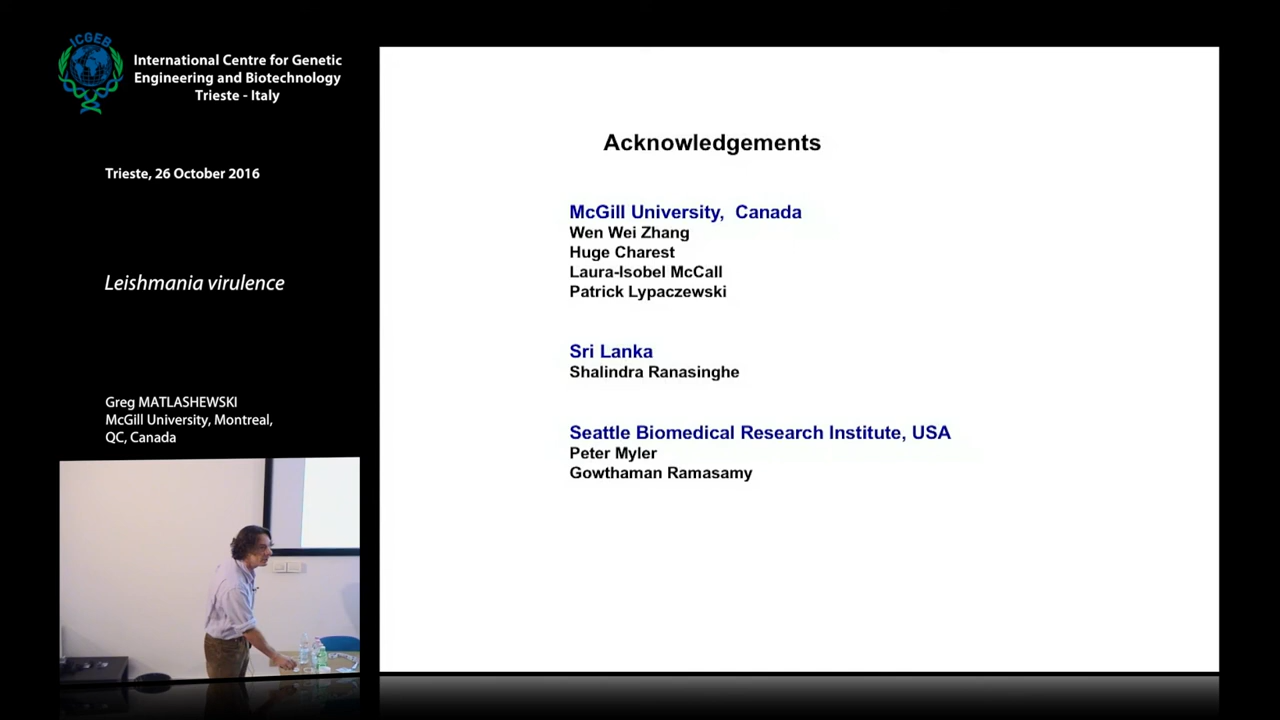 ICGEB
International Centre for Genetic
Engineering and Biotechnology
Trieste - Italy
Trieste, 26 October 2016
Leishmania virulence
Greg MATLASHEWSKI
McGill University, Montreal,
QC, Canada
Acknowledgements
McGill University,  Canada
Wen Wei Zhang
Huge Charest
Laura-Isobel McCall
Patrick Lypaczewski
Sri Lanka
Shalindra Ranasinghe
Seattle Biomedical Research Institute, USA
Peter Myler
Gowthaman Ramasamy